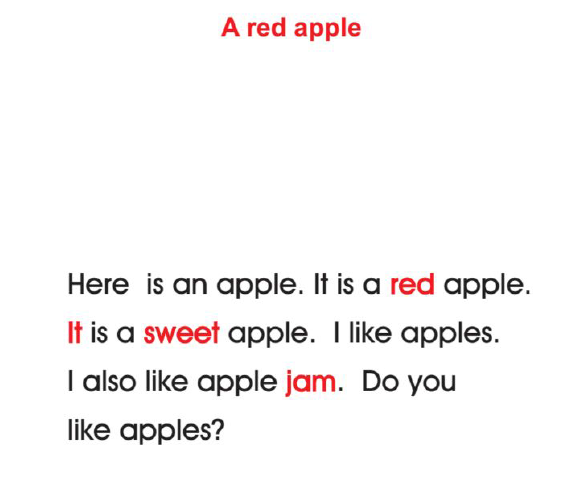 A red apple
Here is an apple. It is a red apple.
It is a sweet apple. I like apples.
I also like apple jam. Do you
like apples?